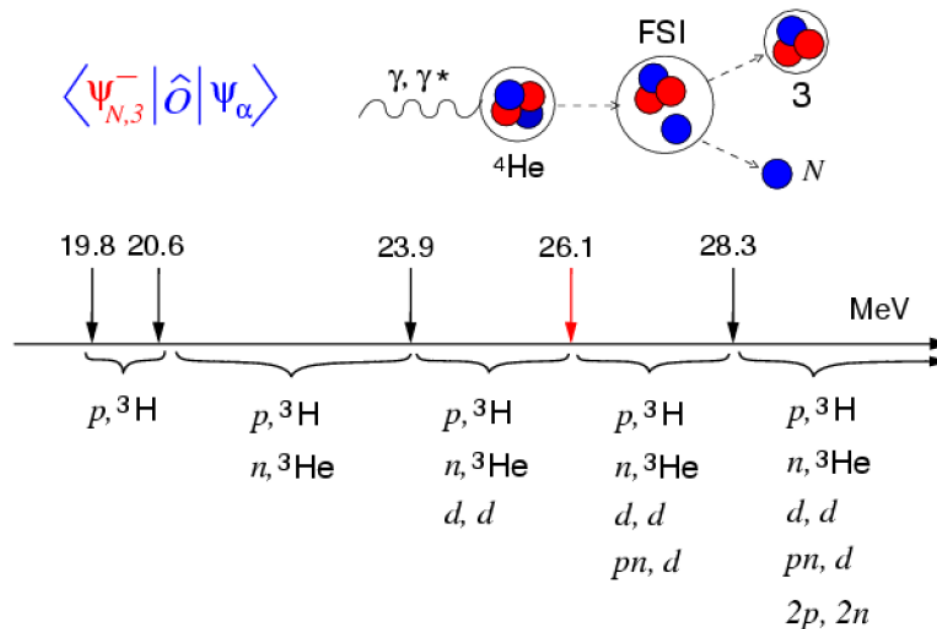 ⟨ψ⁻N,3|Ô|ψα⟩
γ, γ*
⁴He
FSI
3
N
19.8 20.6 23.9 26.1 28.3
MeV
p,³H p,³H p,³H p,³H p,³H
n,³He n,³He n,³He n,³He
d, d d, d d, d
pn, d pn, d
2p, 2n